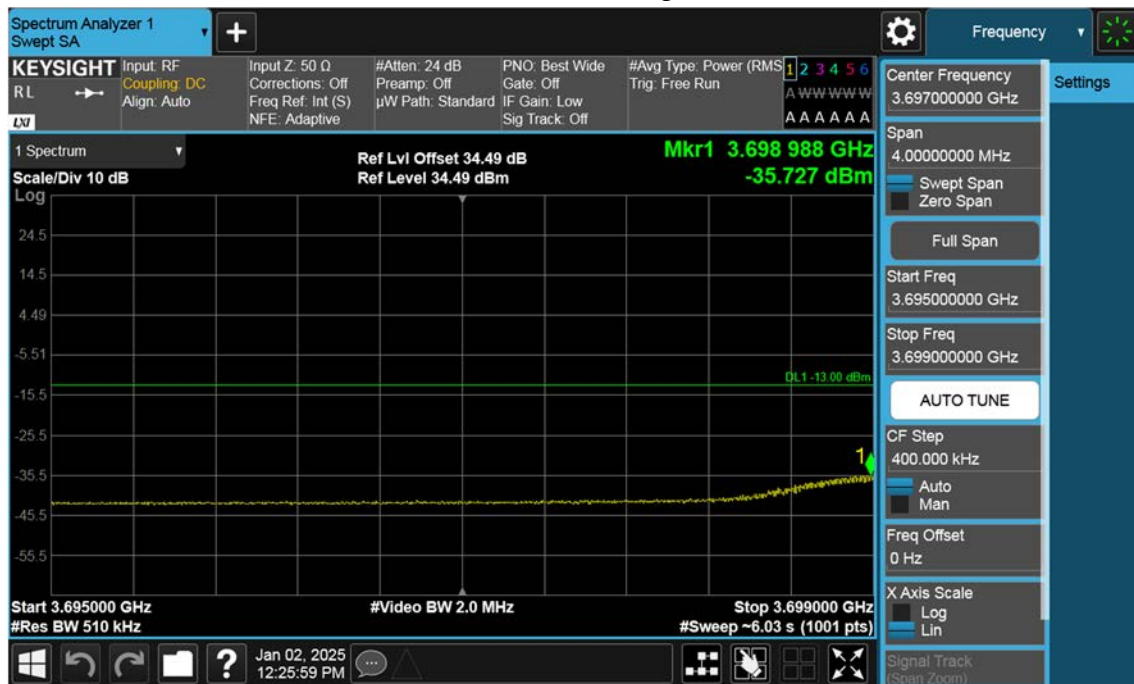 Spectrum Analyzer 1
Swept SA
+
Frequency
KEYSIGHT
RL
LXI
Input: RF
Coupling: DC
Align: Auto
Input Z: 50 Ω
Corrections: Off
Freq Ref: Int (S)
NFE: Adaptive
#Atten: 24 dB
Preamp: Off
µW Path: Standard
PNO: Best Wide
Gate: Off
IF Gain: Low
Sig Track: Off
#Avg Type: Power (RMS
Trig: Free Run
1 2 3 4 5 6
A W W W W W
A A A A A A
1 Spectrum
Scale/Div 10 dB
Ref Lvl Offset 34.49 dB
Ref Level 34.49 dBm
Mkr1 3.698 988 GHz
-35.727 dBm
Log
24.5
14.5
4.49
-5.51
-15.5
-25.5
-35.5
-45.5
-55.5
DL1 -13.00 dBm
1
Start 3.695000 GHz
#Res BW 510 kHz
#Video BW 2.0 MHz
Stop 3.699000 GHz
#Sweep ~6.03 s (1001 pts)
?
Jan 02, 2025
12:25:59 PM
Center Frequency
3.697000000 GHz
Span
4.00000000 MHz
Swept Span
Zero Span
Full Span
Start Freq
3.695000000 GHz
Stop Freq
3.699000000 GHz
AUTO TUNE
CF Step
400.000 kHz
Auto
Man
Freq Offset
0 Hz
X Axis Scale
Log
Lin
Signal Track
(Span Zoom)
Settings